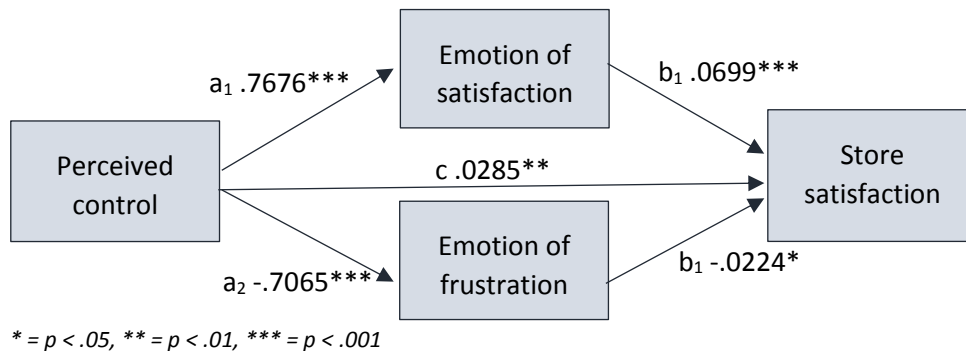 Emotion of
satisfaction
a₁ .7676***
b₁ .0699***
Perceived
control
c .0285**
Store
satisfaction
Emotion of
frustration
a₂ -.7065***
b₁ -.0224*
* = p < .05, ** = p < .01, *** = p < .001